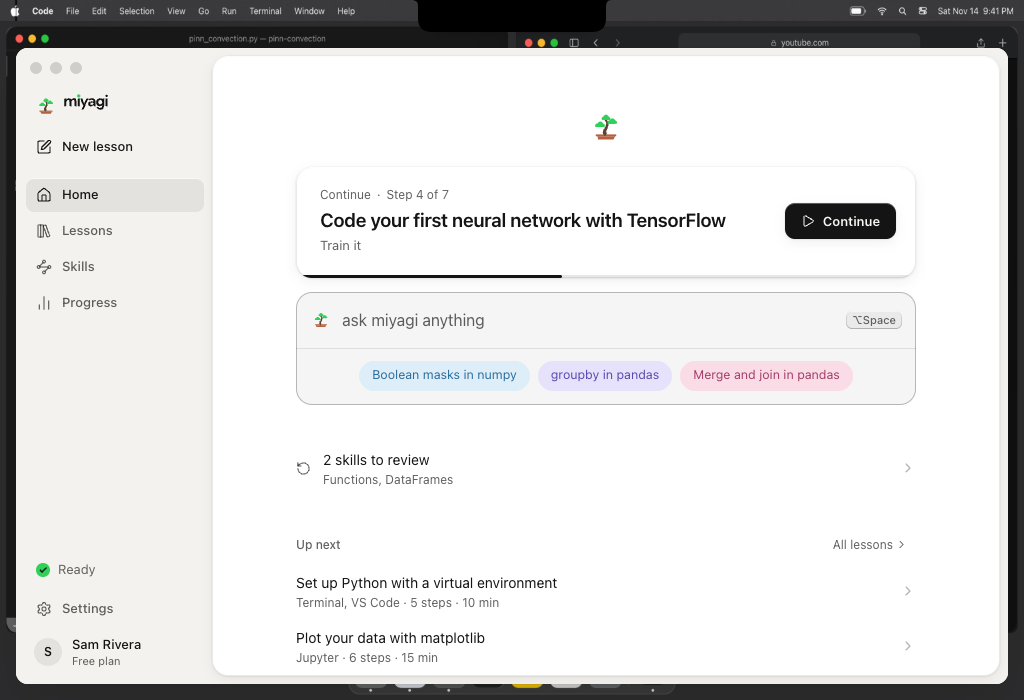 Code File Edit Selection View Go Run Terminal Window Help Sat Nov 14 9:41 PM
pinn_convection.py — pinn-convection
youtube.com
miyagi
New lesson
Home
Lessons
Skills
Progress
Ready
Settings
S
Sam Rivera
Free plan
Continue · Step 4 of 7
Code your first neural network with TensorFlow
Train it
Continue
ask miyagi anything
⌥Space
Boolean masks in numpy
groupby in pandas
Merge and join in pandas
2 skills to review
Functions, DataFrames
Up next
All lessons
Set up Python with a virtual environment
Terminal, VS Code · 5 steps · 10 min
Plot your data with matplotlib
Jupyter · 6 steps · 15 min